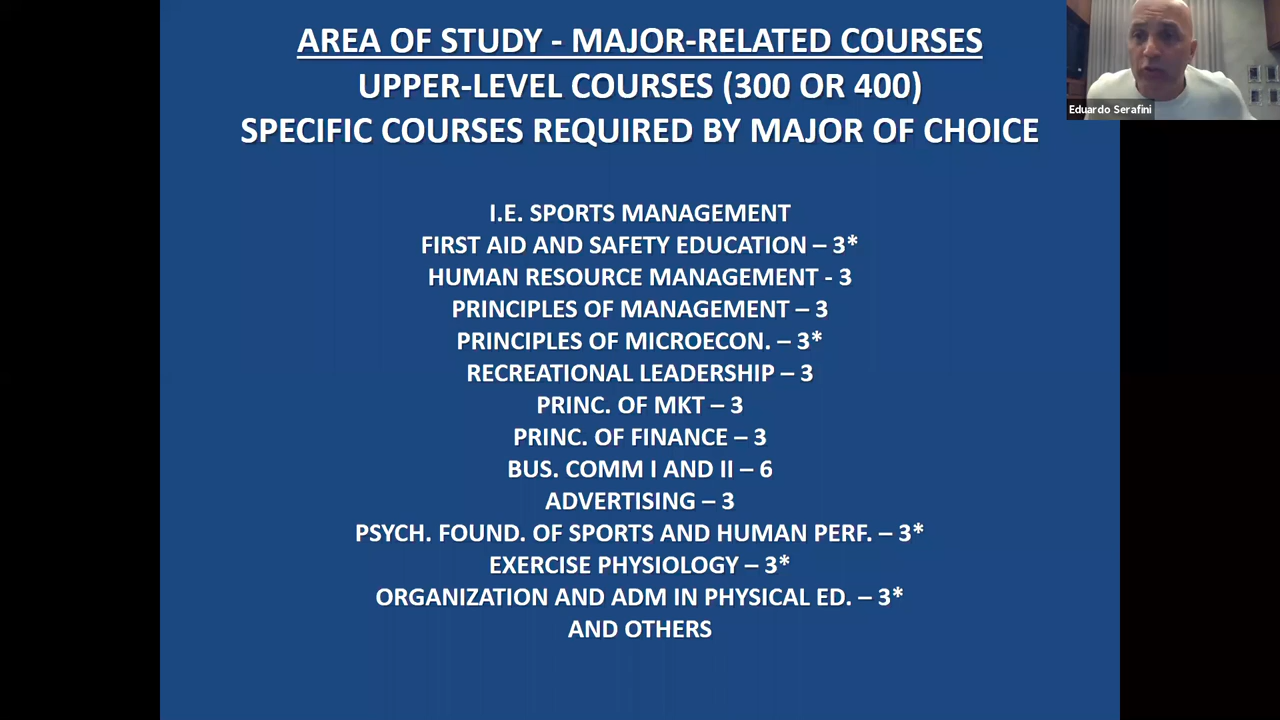 AREA OF STUDY - MAJOR-RELATED COURSES
UPPER-LEVEL COURSES (300 OR 400)
SPECIFIC COURSES REQUIRED BY MAJOR OF CHOICE
Eduardo Serafini
I.E. SPORTS MANAGEMENT
FIRST AID AND SAFETY EDUCATION – 3*
HUMAN RESOURCE MANAGEMENT - 3
PRINCIPLES OF MANAGEMENT – 3
PRINCIPLES OF MICROECON. – 3*
RECREATIONAL LEADERSHIP – 3
PRINC. OF MKT – 3
PRINC. OF FINANCE – 3
BUS. COMM I AND II – 6
ADVERTISING – 3
PSYCH. FOUND. OF SPORTS AND HUMAN PERF. – 3*
EXERCISE PHYSIOLOGY – 3*
ORGANIZATION AND ADM IN PHYSICAL ED. – 3*
AND OTHERS